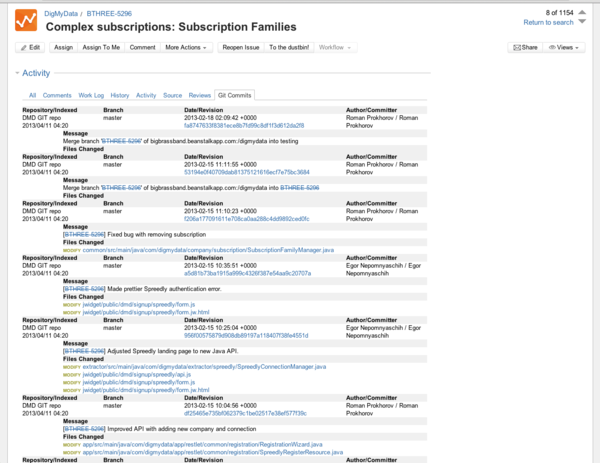 DigMyData / BTHREE-5296
Complex subscriptions: Subscription Families
8 of 1154
Return to search
Edit Assign Assign To Me Comment More Actions Reopen Issue To the dustbin! Workflow Share Views
Activity
All Comments Work Log History Activity Source Reviews Git Commits
Repository/Indexed Branch Date/Revision Author/Committer
DMD GIT repo master 2013-02-18 02:09:42 +0000 Roman Prokhorov / Roman
2013/04/11 04:20 fa8747633f8381ece8b7fd99c8df1f3d612da2f8 Prokhorov
Message
Merge branch 'BTHREE-5296' of bigbrassband.beanstalkapp.com:/digmydata into testing
Files Changed
Repository/Indexed Branch Date/Revision Author/Committer
DMD GIT repo master 2013-02-15 11:11:55 +0000 Roman Prokhorov / Roman
2013/04/11 04:20 53194e0f40709dab81375121616ecf7e75bc3684 Prokhorov
Message
Merge branch 'BTHREE-5296' of bigbrassband.beanstalkapp.com:/digmydata into BTHREE-5296
Files Changed
Repository/Indexed Branch Date/Revision Author/Committer
DMD GIT repo master 2013-02-15 11:10:23 +0000 Roman Prokhorov / Roman
2013/04/11 04:20 f206a177091611e708ca0aa288c4dd9892ced0fc Prokhorov
Message
[BTHREE-5296] Fixed bug with removing subscription
Files Changed
MODIFY common/src/main/java/com/digmydata/company/subscription/SubscriptionFamilyManager.java
Repository/Indexed Branch Date/Revision Author/Committer
DMD GIT repo master 2013-02-15 10:35:51 +0000 Egor Nepomnyaschih / Egor
2013/04/11 04:20 a5d81b73ba1915a999c4326f387e54aa9c20707a Nepomnyaschih
Message
[BTHREE-5296] Made prettier Spreedly authentication error.
Files Changed
MODIFY jwidget/public/dmd/signup/spreedly/form.js
MODIFY jwidget/public/dmd/signup/spreedly/form.jw.html
Repository/Indexed Branch Date/Revision Author/Committer
DMD GIT repo master 2013-02-15 10:25:04 +0000 Egor Nepomnyaschih / Egor
2013/04/11 04:20 956f00575879d908db89197a118407f38fe4551d Nepomnyaschih
Message
[BTHREE-5296] Adjusted Spreedly landing page to new Java API.
Files Changed
MODIFY extractor/src/main/java/com/digmydata/extractor/spreedly/SpreedlyConnectionManager.java
MODIFY jwidget/public/dmd/signup/spreedly/api.js
MODIFY jwidget/public/dmd/signup/spreedly/form.js
MODIFY jwidget/public/dmd/signup/spreedly/form.jw.html
Repository/Indexed Branch Date/Revision Author/Committer
DMD GIT repo master 2013-02-15 10:04:56 +0000 Roman Prokhorov / Roman
2013/04/11 04:20 df25465e735bf062379c1be02517e38ef577f39c Prokhorov
Message
[BTHREE-5296] Improved API with adding new company and connection
Files Changed
MODIFY app/src/main/java/com/digmydata/app/restlet/common/registration/RegistrationWizard.java
MODIFY app/src/main/java/com/digmydata/app/restlet/common/registration/SpreedlyRegisterResource.java
Repository/Indexed Branch Date/Revision Author/Committer